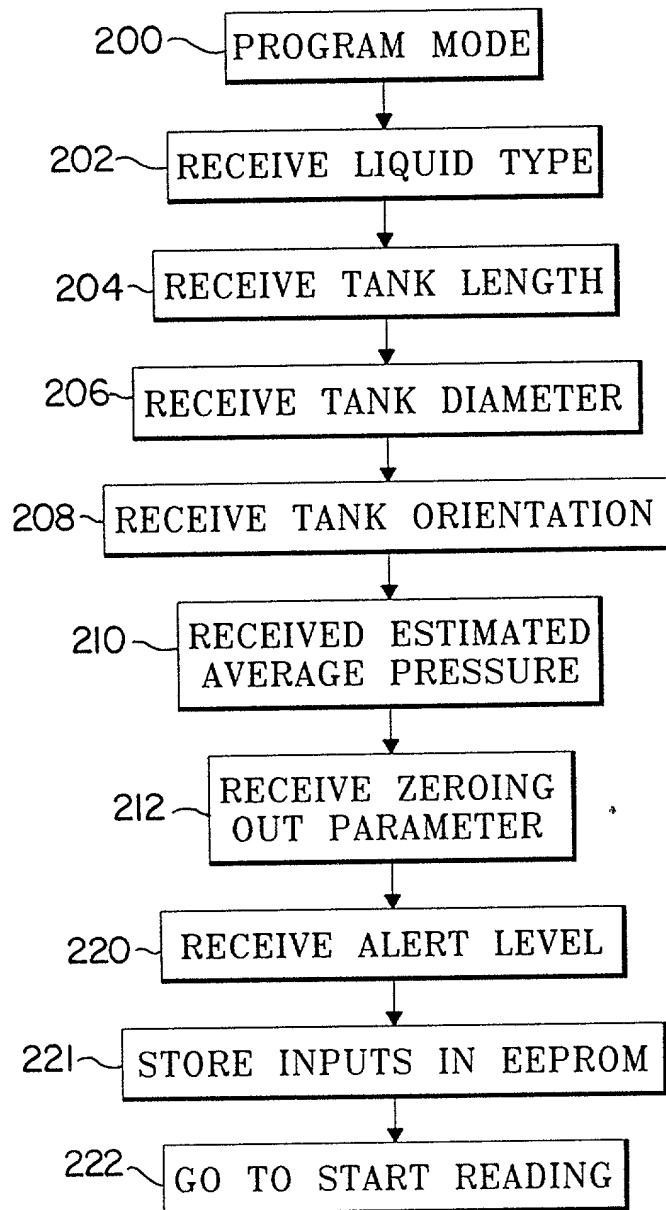 200 PROGRAM MODE
202 RECEIVE LIQUID TYPE
204 RECEIVE TANK LENGTH
206 RECEIVE TANK DIAMETER
208 RECEIVE TANK ORIENTATION
210 RECEIVED ESTIMATED
AVERAGE PRESSURE
212 RECEIVE ZEROING
OUT PARAMETER
220 RECEIVE ALERT LEVEL
221 STORE INPUTS IN EEPROM
222 GO TO START READING